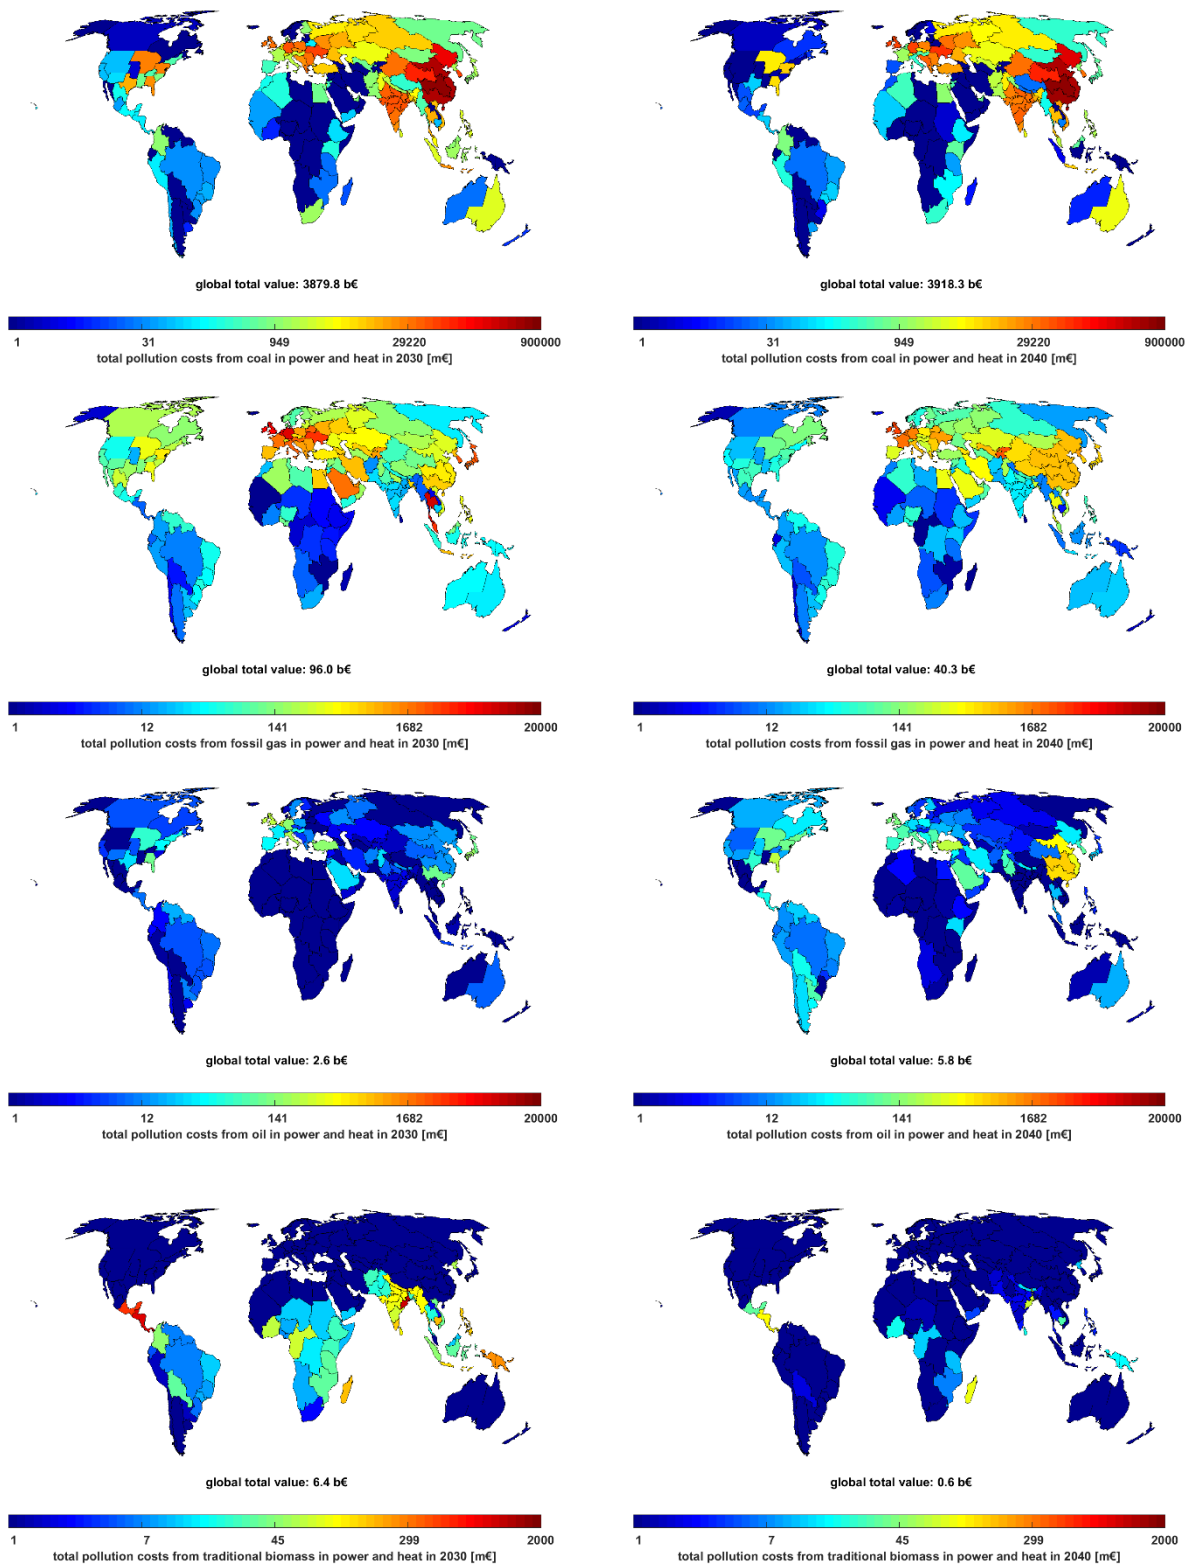 global total value: 3879.8 b€
global total value: 3918.3 b€
1 31 949 29220 900000
total pollution costs from coal in power and heat in 2030 [m€]
1 31 949 29220 900000
total pollution costs from coal in power and heat in 2040 [m€]
global total value: 96.0 b€
global total value: 40.3 b€
1 12 141 1682 20000
total pollution costs from fossil gas in power and heat in 2030 [m€]
1 12 141 1682 20000
total pollution costs from fossil gas in power and heat in 2040 [m€]
global total value: 2.6 b€
global total value: 5.8 b€
1 12 141 1682 20000
total pollution costs from oil in power and heat in 2030 [m€]
1 12 141 1682 20000
total pollution costs from oil in power and heat in 2040 [m€]
global total value: 6.4 b€
global total value: 0.6 b€
1 7 45 299 2000
total pollution costs from traditional biomass in power and heat in 2030 [m€]
1 7 45 299 2000
total pollution costs from traditional biomass in power and heat in 2040 [m€]